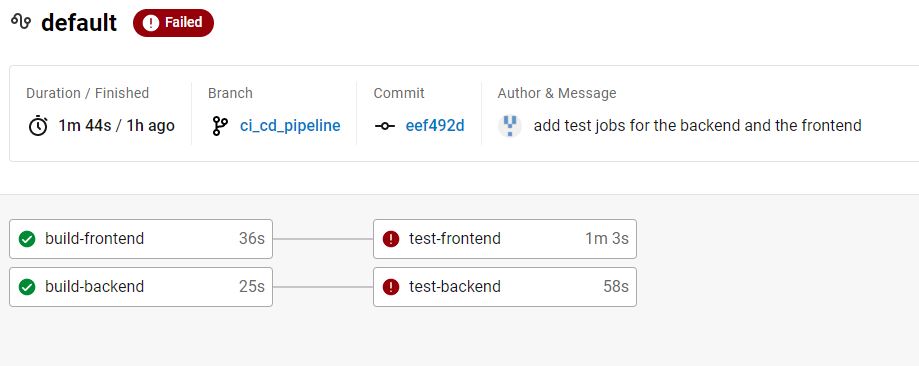 default Failed
Duration / Finished Branch Commit Author & Message
1m 44s / 1h ago ci_cd_pipeline eef492d add test jobs for the backend and the frontend
build-frontend 36s test-frontend 1m 3s
build-backend 25s test-backend 58s